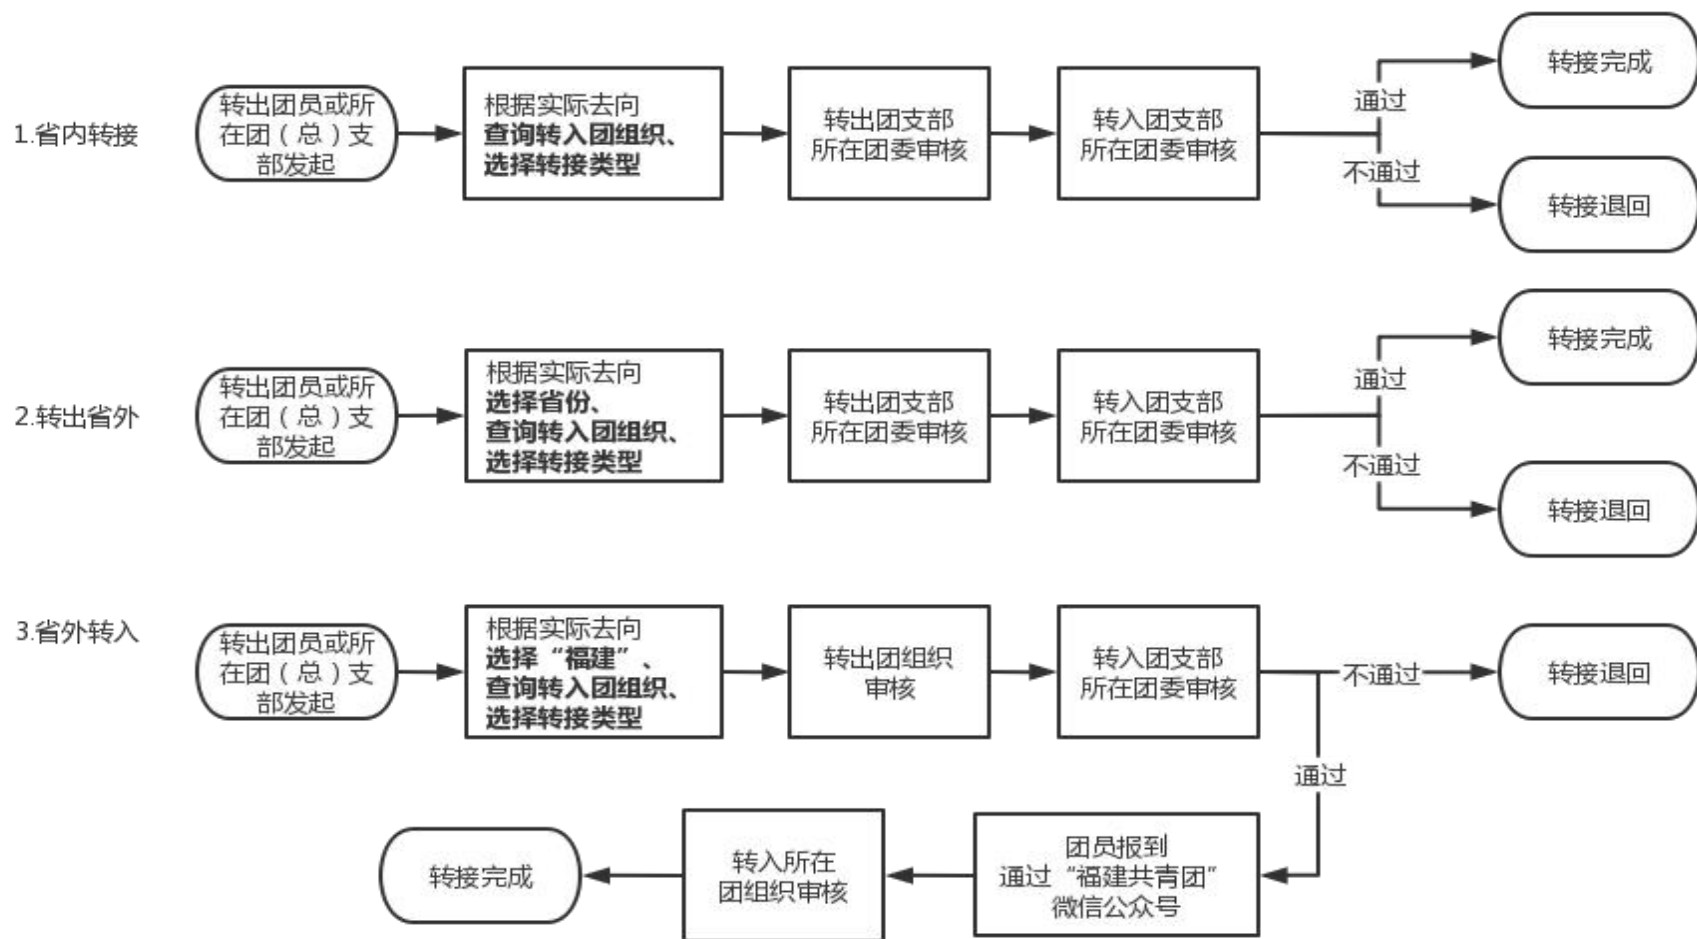 1.省内转接
转出团员或所
在团（总）支
部发起
根据实际去向
查询转入团组织、
选择转接类型
转出团支部
所在团委审核
转入团支部
所在团委审核
通过
不通过
转接完成
转接退回
2.转出省外
转出团员或所
在团（总）支
部发起
根据实际去向
选择省份、
查询转入团组织、
选择转接类型
转出团支部
所在团委审核
转入团支部
所在团委审核
通过
不通过
转接完成
转接退回
3.省外转入
转出团员或所
在团（总）支
部发起
根据实际去向
选择“福建”、
查询转入团组织、
选择转接类型
转出团组织
审核
转入团支部
所在团委审核
不通过
转接退回
通过
团员报到
通过“福建共青团”
微信公众号
转入所在
团组织审核
转接完成